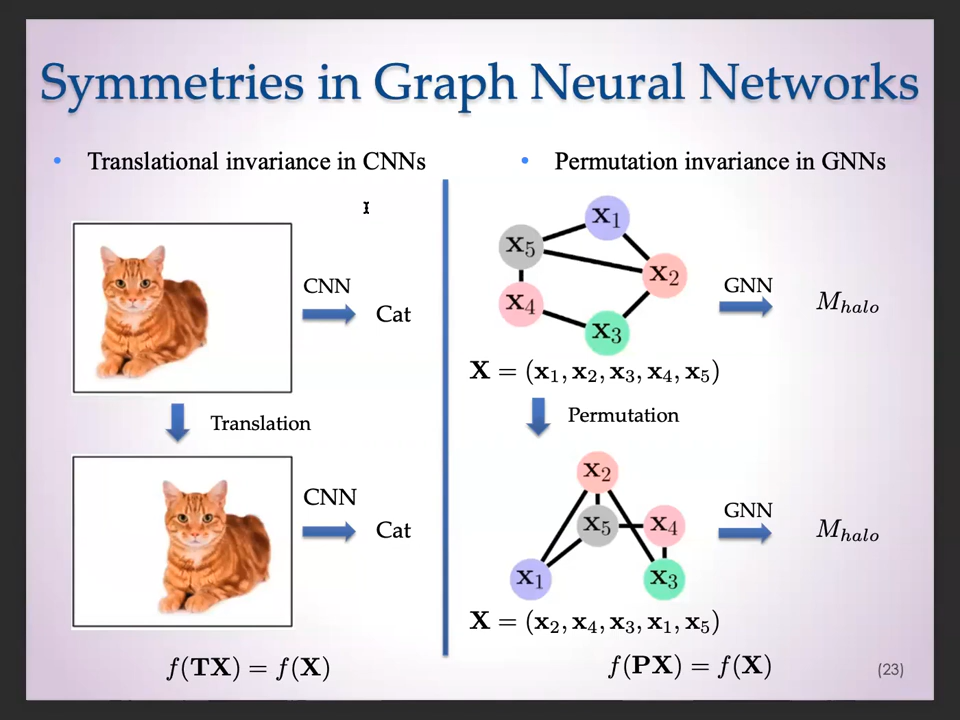 Symmetries in Graph Neural Networks
• Translational invariance in CNNs
CNN
Cat
Translation
CNN
Cat
f(TX) = f(X)
• Permutation invariance in GNNs
x₁
x₅
x₂
x₄
x₃
GNN
M_halo
X = (x₁, x₂, x₃, x₄, x₅)
Permutation
x₂
x₅
x₄
x₁
x₃
GNN
M_halo
X = (x₂, x₄, x₃, x₁, x₅)
f(PX) = f(X)
(23)